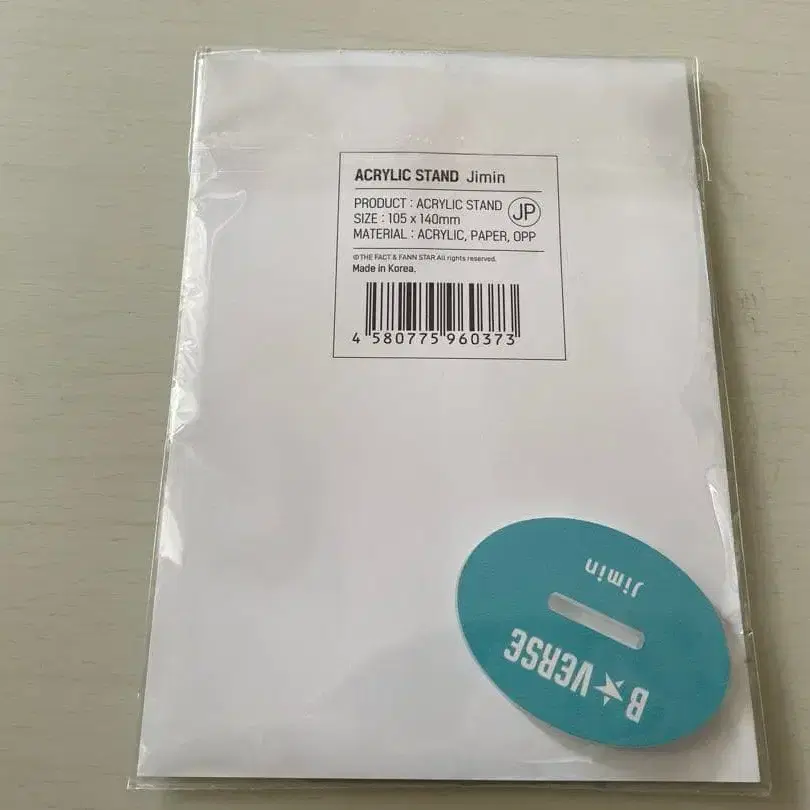 ACRYLIC STAND Jimin
PRODUCT : ACRYLIC STAND
JP
SIZE : 105 x 140mm
MATERIAL : ACRYLIC, PAPER, OPP
©THE FACT & FANN STAR All rights reserved.
Made in Korea.
4 580775 960373
Jimin
B★VERSE